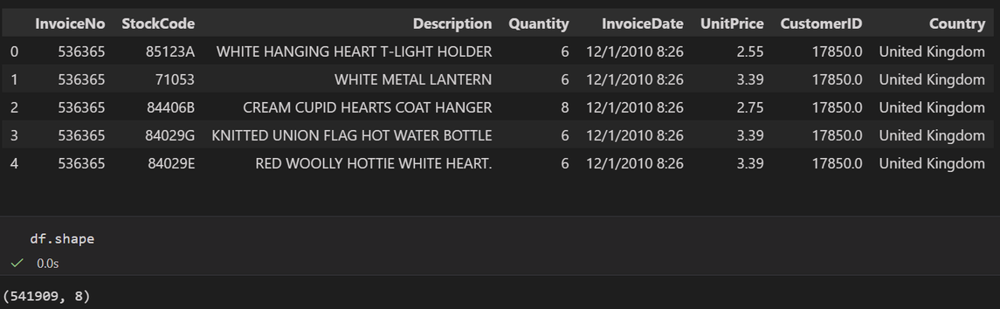 InvoiceNo StockCode Description Quantity InvoiceDate UnitPrice CustomerID Country
0 536365 85123A WHITE HANGING HEART T-LIGHT HOLDER 6 12/1/2010 8:26 2.55 17850.0 United Kingdom
1 536365 71053 WHITE METAL LANTERN 6 12/1/2010 8:26 3.39 17850.0 United Kingdom
2 536365 84406B CREAM CUPID HEARTS COAT HANGER 8 12/1/2010 8:26 2.75 17850.0 United Kingdom
3 536365 84029G KNITTED UNION FLAG HOT WATER BOTTLE 6 12/1/2010 8:26 3.39 17850.0 United Kingdom
4 536365 84029E RED WOOLLY HOTTIE WHITE HEART. 6 12/1/2010 8:26 3.39 17850.0 United Kingdom
df.shape
0.0s
(541909, 8)